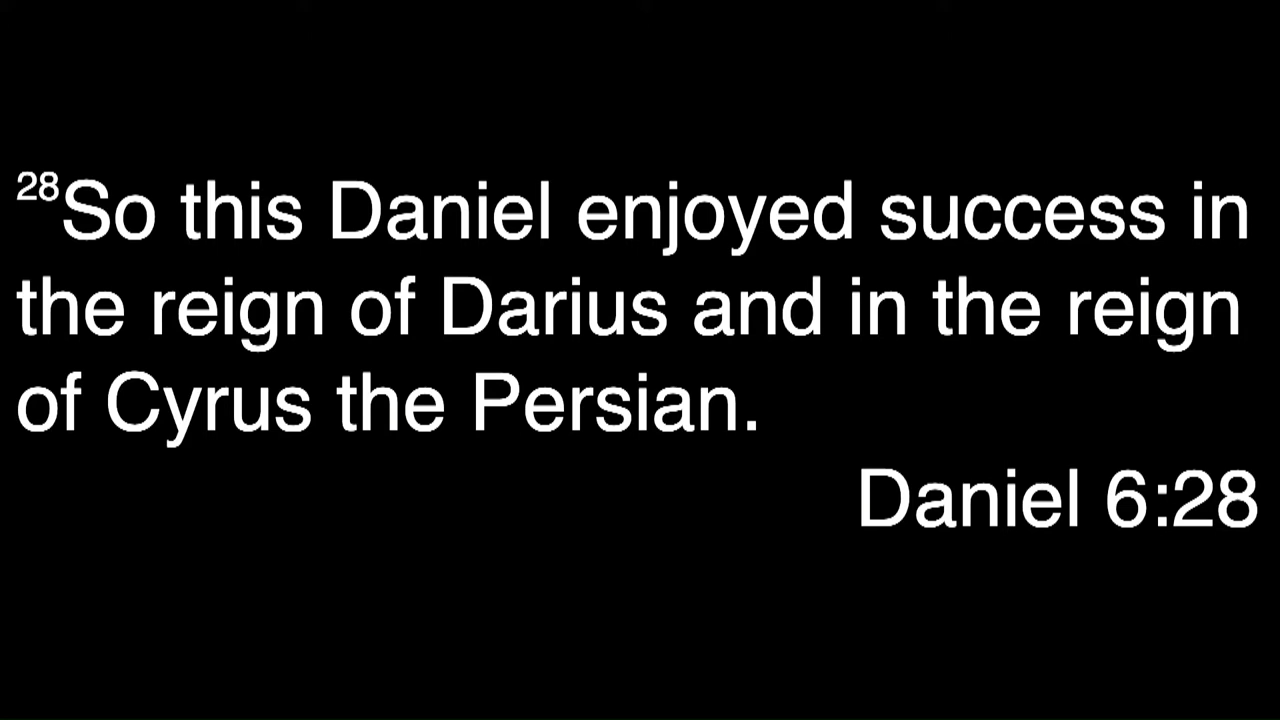 28So this Daniel enjoyed success in
the reign of Darius and in the reign
of Cyrus the Persian.
Daniel 6:28